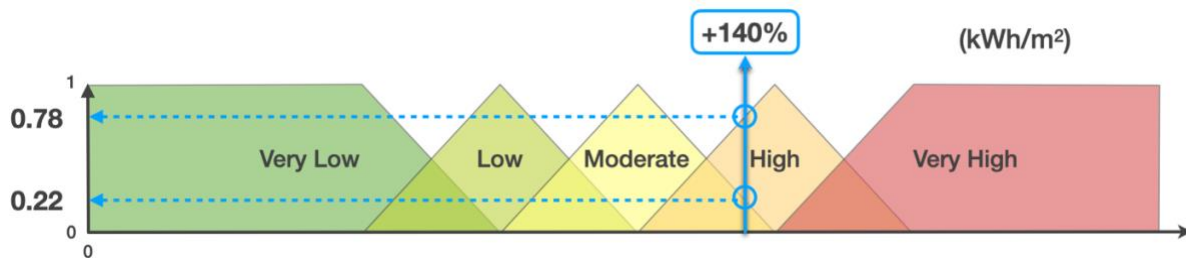 +140%
(kWh/m²)
1
0.78
Very Low
Low
Moderate
High
Very High
0.22
0
0